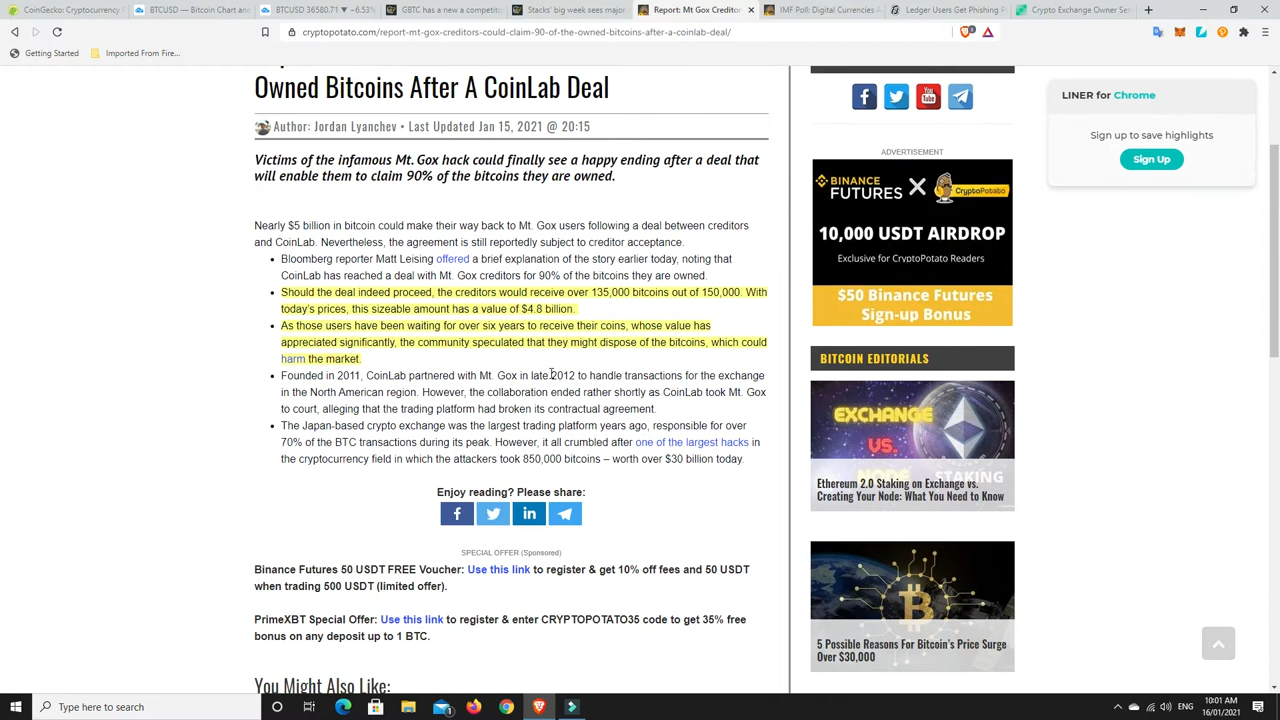 CoinGecko: Bitcoin
BTCUSD — Bitcoin Chart and
BTCUSD 36580.71 ▼ −6.53%
GBTC has a new a competitor
Stacks' big week sees major
Report: Mt Gox Creditor
IMF Poll: Digital Currencies A
Ledger Users Get Phishing
Crypto Exchange Owner Sen
cryptopotato.com/report-mt-gox-creditors-could-claim-90-of-the-owned-bitcoins-after-a-coinlab-deal/
Getting Started
Imported From Fire...
Owned Bitcoins After A CoinLab Deal
Author: Jordan Lyanchev • Last Updated Jan 15, 2021 @ 20:15
Victims of the infamous Mt. Gox hack could finally see a happy ending after a deal that
will enable them to claim 90% of the bitcoins they are owned.
Nearly $5 billion in bitcoin could make their way back to Mt. Gox users following a deal between creditors
and CoinLab. Nevertheless, the agreement is still reportedly subject to creditor acceptance.
• Bloomberg reporter Matt Leising offered a brief explanation of the story earlier today, noting that
CoinLab has reached a deal with Mt. Gox creditors for 90% of the bitcoins they are owned.
• Should the deal indeed proceed, the creditors would receive over 135,000 bitcoins out of 150,000. With
today's prices, this sizeable amount has a value of $4.8 billion.
• As those users have been waiting for over six years to receive their coins, whose value has
appreciated significantly, the community speculated that they might dispose of the bitcoins, which could
harm the market.
• Founded in 2011, CoinLab partnered with Mt. Gox in late 2012 to handle transactions for the exchange
in the North American region. However, the collaboration ended rather shortly as CoinLab took Mt. Gox
to court, alleging that the trading platform had broken its contractual agreement.
• The Japan-based crypto exchange was the largest trading platform years ago, responsible for over
70% of the BTC transactions during its peak. However, it all crumbled after one of the largest hacks in
the cryptocurrency field in which the attackers took 850,000 bitcoins – worth over $30 billion today.
Enjoy reading? Please share:
SPECIAL OFFER (Sponsored)
Binance Futures 50 USDT FREE Voucher: Use this link to register & get 10% off fees and 50 USDT
when trading 500 USDT (limited offer).
PrimeXBT Special Offer: Use this link to register & enter CRYPTOPOTATO35 code to get 35% free
bonus on any deposit up to 1 BTC.
You Might Also Like:
You Tube
ADVERTISEMENT
BINANCE
FUTURES
CryptoPotato
10,000 USDT AIRDROP
Exclusive for CryptoPotato Readers
$50 Binance Futures
Sign-up Bonus
BITCOIN EDITORIALS
EXCHANGE
VS.
NODE STAKING
Ethereum 2.0 Staking on Exchange vs.
Creating Your Node: What You Need to Know
5 Possible Reasons For Bitcoin's Price Surge
Over $30,000
LINER for Chrome
Sign up to save highlights
Sign Up
Type here to search
10:01 AM
16/01/2021